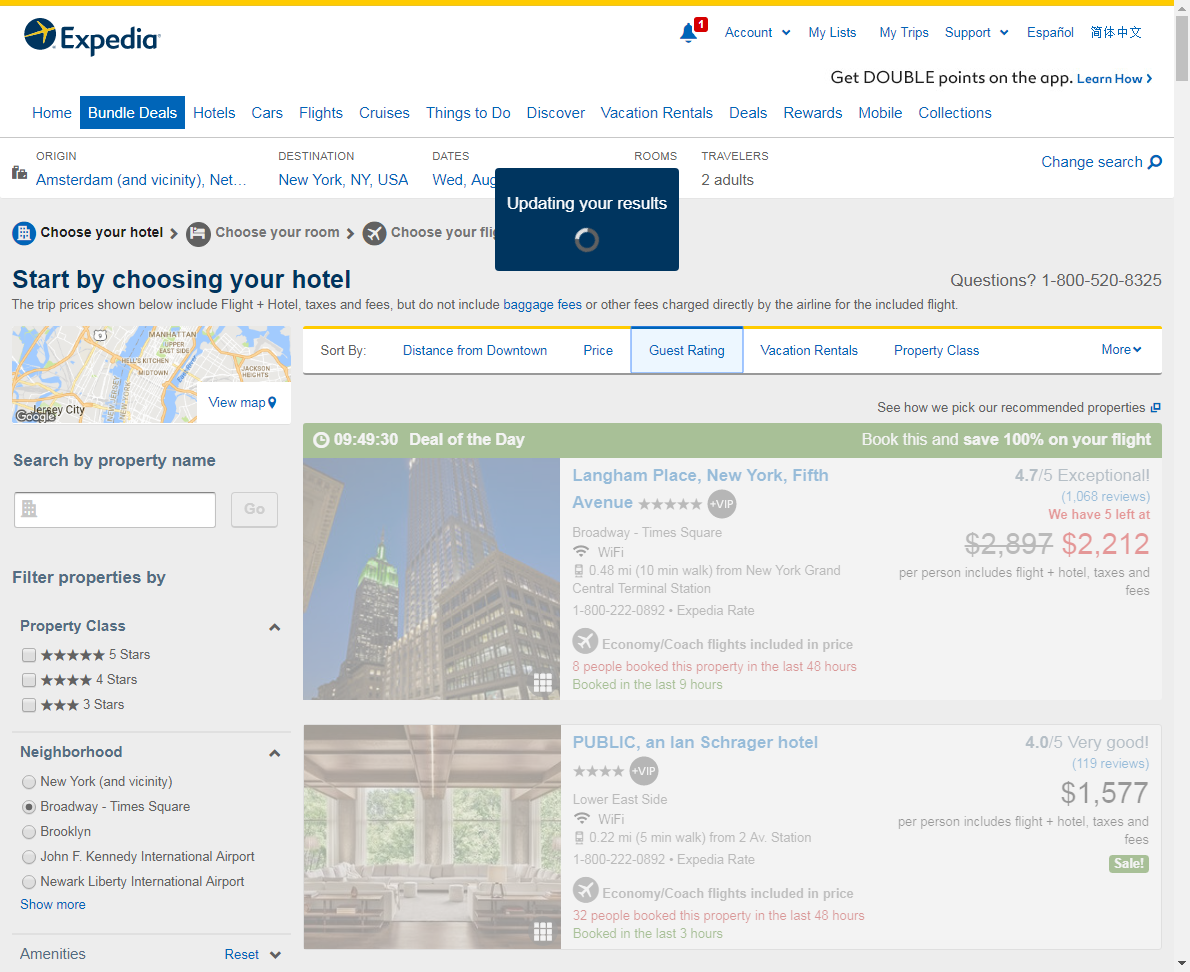 Expedia
1
Account
My Lists
My Trips
Support
Español
简体中文
Get DOUBLE points on the app. Learn How
Home
Bundle Deals
Hotels
Cars
Flights
Cruises
Things to Do
Discover
Vacation Rentals
Deals
Rewards
Mobile
Collections
ORIGIN
Amsterdam (and vicinity), Net...
DESTINATION
New York, NY, USA
DATES
Wed, Aug
ROOMS
TRAVELERS
2 adults
Change search
Updating your results
Choose your hotel
Choose your room
Choose your flig
Start by choosing your hotel
Questions? 1-800-520-8325
The trip prices shown below include Flight + Hotel, taxes and fees, but do not include baggage fees or other fees charged directly by the airline for the included flight.
9
MANHATTAN
UPPER
EAST SIDE
HELL'S KITCHEN
MIDTOWN
JACKSON
HEIGHTS
NEW JERSEY
NEW YORK
East River
Jersey City
Google
View map
Sort By:
Distance from Downtown
Price
Guest Rating
Vacation Rentals
Property Class
More
See how we pick our recommended properties
Search by property name
Go
Filter properties by
Property Class
5 Stars
4 Stars
3 Stars
Neighborhood
New York (and vicinity)
Broadway - Times Square
Brooklyn
John F. Kennedy International Airport
Newark Liberty International Airport
Show more
Amenities
Reset
09:49:30 Deal of the Day
Book this and save 100% on your flight
Langham Place, New York, Fifth
Avenue ★★★★★ +VIP
Broadway - Times Square
WiFi
0.48 mi (10 min walk) from New York Grand
Central Terminal Station
1-800-222-0892 • Expedia Rate
Economy/Coach flights included in price
8 people booked this property in the last 48 hours
Booked in the last 9 hours
4.7/5 Exceptional!
(1,068 reviews)
We have 5 left at
$2,897 $2,212
per person includes flight + hotel, taxes and
fees
PUBLIC, an Ian Schrager hotel
★★★★ +VIP
Lower East Side
WiFi
0.22 mi (5 min walk) from 2 Av. Station
1-800-222-0892 • Expedia Rate
Economy/Coach flights included in price
32 people booked this property in the last 48 hours
Booked in the last 3 hours
4.0/5 Very good!
(119 reviews)
$1,577
per person includes flight + hotel, taxes and
fees
Sale!